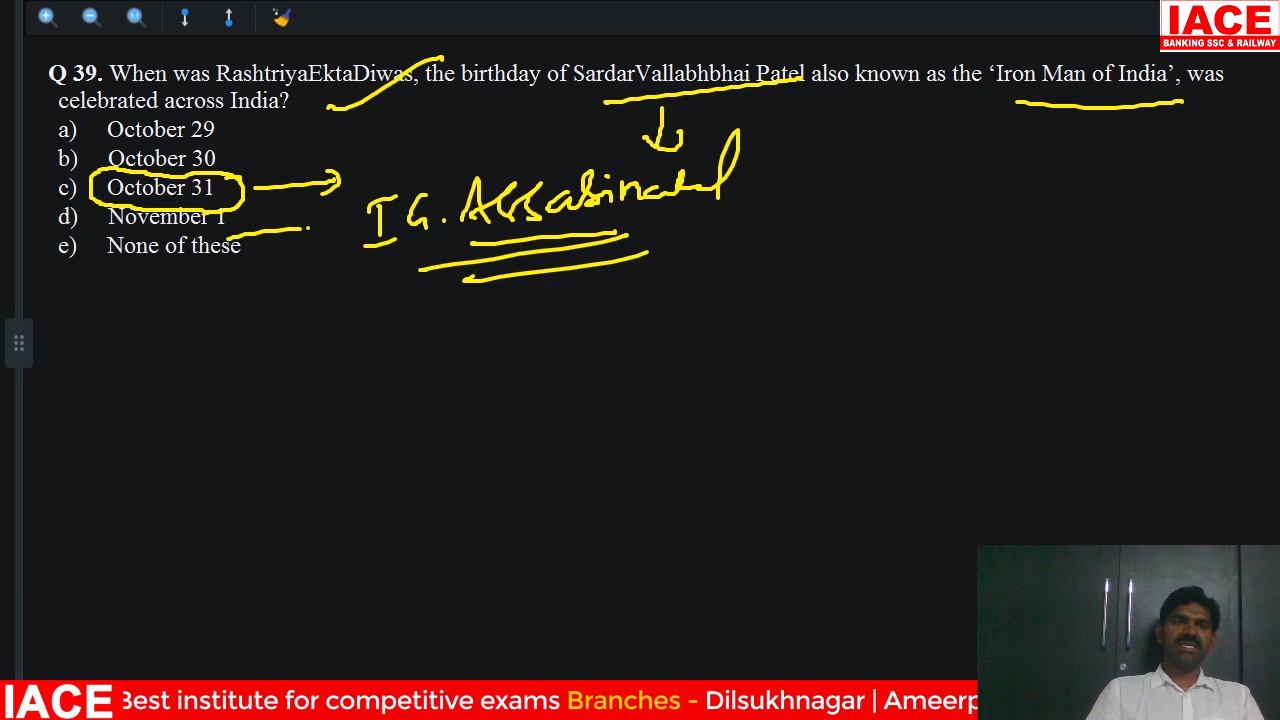 IACE
BANKING SSC & RAILWAY
Q 39. When was RashtriyaEktaDiwas, the birthday of SardarVallabhbhai Patel also known as the ‘Iron Man of India’, was
celebrated across India?
a) October 29
b) October 30
c) October 31
d) November 1
e) None of these
I G.
IACE Best institute for competitive exams Branches - Dilsukhnagar | Ameerp